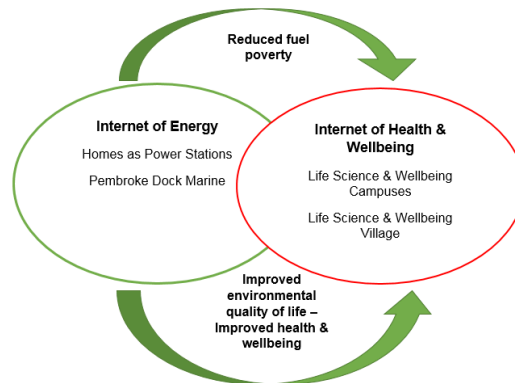 Reduced fuel
poverty
Internet of Energy
Homes as Power Stations
Pembroke Dock Marine
Internet of Health &
Wellbeing
Life Science & Wellbeing
Campuses
Life Science & Wellbeing
Village
Improved
environmental
quality of life –
Improved health &
wellbeing